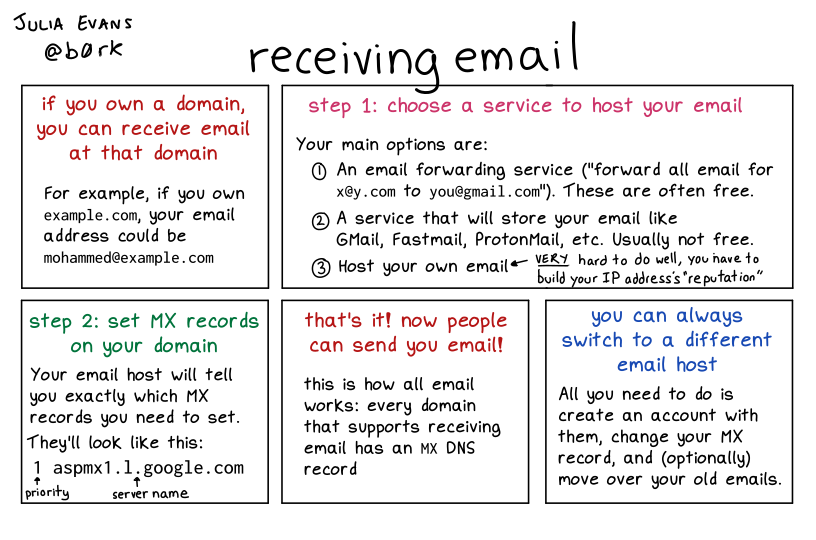 JULIA EVANS
@b0rk
receiving email
if you own a domain,
you can receive email
at that domain
For example, if you own
example.com, your email
address could be
mohammed@example.com
step 1: choose a service to host your email
Your main options are:
① An email forwarding service ("forward all email for
x@y.com to you@gmail.com"). These are often free.
② A service that will store your email like
GMail, Fastmail, ProtonMail, etc. Usually not free.
③ Host your own email ← VERY hard to do well, you have to
build your IP address's "reputation"
step 2: set MX records
on your domain
Your email host will tell
you exactly which MX
records you need to set.
They'll look like this:
1 aspmx1.l.google.com
priority
server name
that's it! now people
can send you email!
this is how all email
works: every domain
that supports receiving
email has an MX DNS
record
you can always
switch to a different
email host
All you need to do is
create an account with
them, change your MX
record, and (optionally)
move over your old emails.